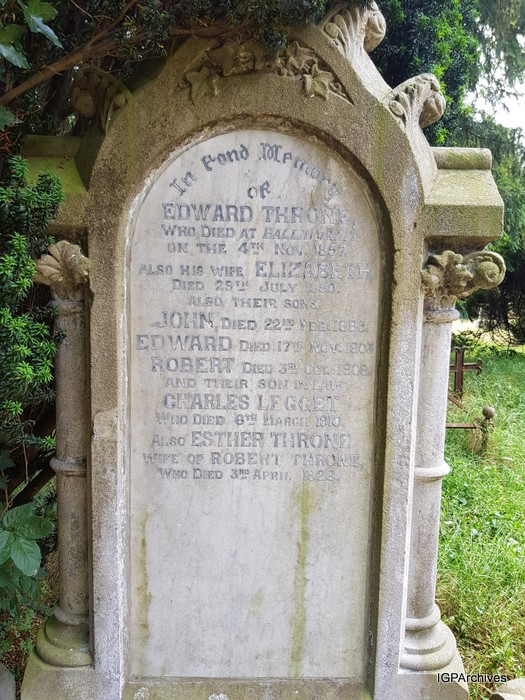 In Fond Memory
OF
EDWARD THRONE,
WHO DIED AT
ON THE 4TH NOV.
ALSO HIS WIFE ELIZABETH
DIED 29TH JULY
ALSO THEIR SONS
JOHN, DIED 22ND FEB. 1883.
EDWARD DIED 17TH NOV.
ROBERT DIED 3RD OCT. 1908
AND THEIR SON IN LAW
CHARLES LEGGET
WHO DIED 6TH MARCH 1910.
ALSO ESTHER THRONE
WIFE OF ROBERT THRONE,
WHO DIED 3RD APRIL
IGPArchives